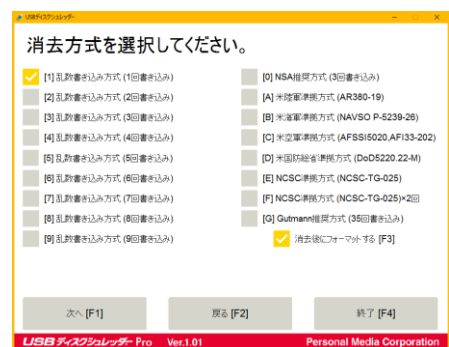 USBディスクシュレッダー
消去方式を選択してください。
[1] 乱数書き込み方式 (1回書き込み)
[2] 乱数書き込み方式 (2回書き込み)
[3] 乱数書き込み方式 (3回書き込み)
[4] 乱数書き込み方式 (4回書き込み)
[5] 乱数書き込み方式 (5回書き込み)
[6] 乱数書き込み方式 (6回書き込み)
[7] 乱数書き込み方式 (7回書き込み)
[8] 乱数書き込み方式 (8回書き込み)
[9] 乱数書き込み方式 (9回書き込み)
[0] NSA推奨方式 (3回書き込み)
[A] 米陸軍準拠方式 (AR380-19)
[B] 米海軍準拠方式 (NAVSO P-5239-26)
[C] 米空軍準拠方式 (AFSSI5020,AFI33-202)
[D] 米国防総省準拠方式 (DoD5220.22-M)
[E] NCSC準拠方式 (NCSC-TG-025)
[F] NCSC準拠方式 (NCSC-TG-025)×2回
[G] Gutmann推奨方式 (35回書き込み)
消去後にフォーマットする [F3]
次へ [F1]
戻る [F2]
終了 [F4]
USBディスクシュレッダー Pro Ver.1.01
Personal Media Corporation